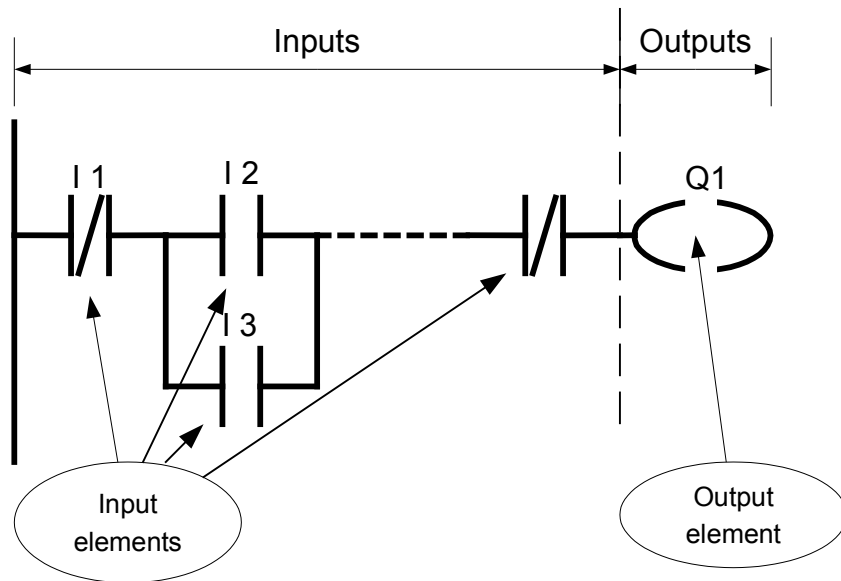 Inputs
Outputs
I 1
I 2
Q1
I 3
Input
elements
Output
element